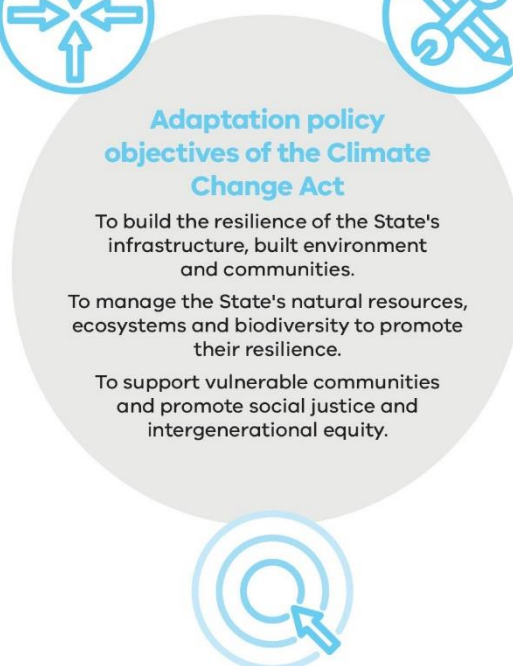 Adaptation policy
objectives of the Climate
Change Act
To build the resilience of the State's
infrastructure, built environment
and communities.
To manage the State's natural resources,
ecosystems and biodiversity to promote
their resilience.
To support vulnerable communities
and promote social justice and
intergenerational equity.